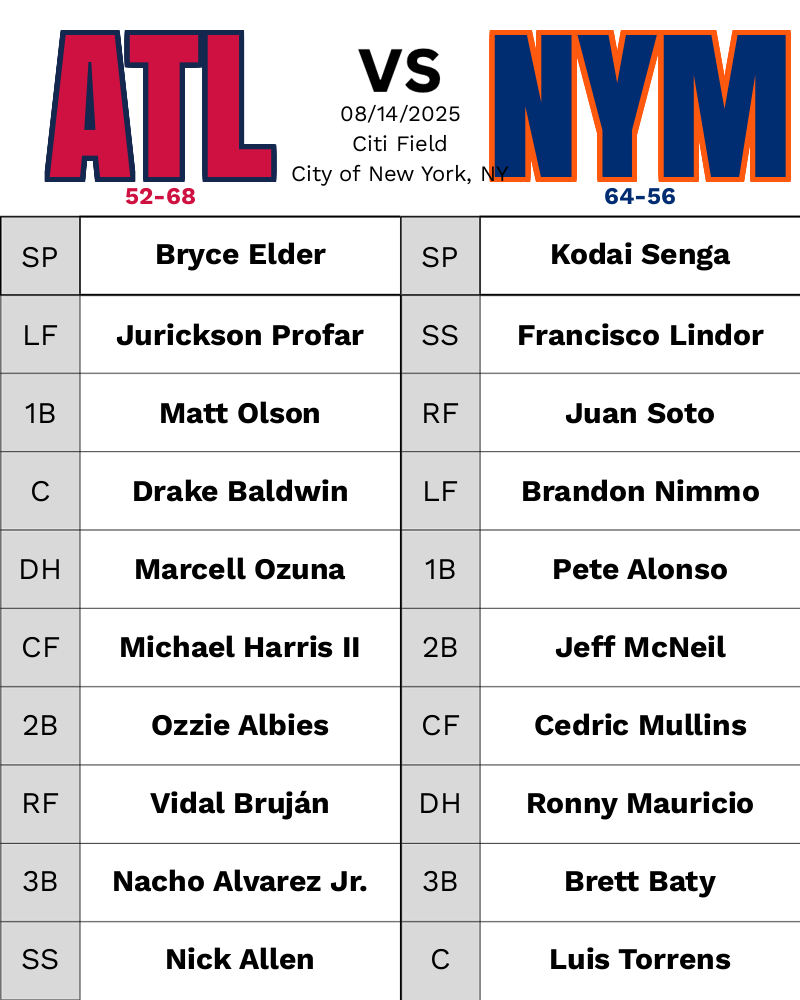 ATL
VS
NYM
08/14/2025
Citi Field
City of New York, NY
52-68
64-56
SP Bryce Elder SP Kodai Senga
LF Jurickson Profar SS Francisco Lindor
1B Matt Olson RF Juan Soto
C Drake Baldwin LF Brandon Nimmo
DH Marcell Ozuna 1B Pete Alonso
CF Michael Harris II 2B Jeff McNeil
2B Ozzie Albies CF Cedric Mullins
RF Vidal Bruján DH Ronny Mauricio
3B Nacho Alvarez Jr. 3B Brett Baty
SS Nick Allen C Luis Torrens